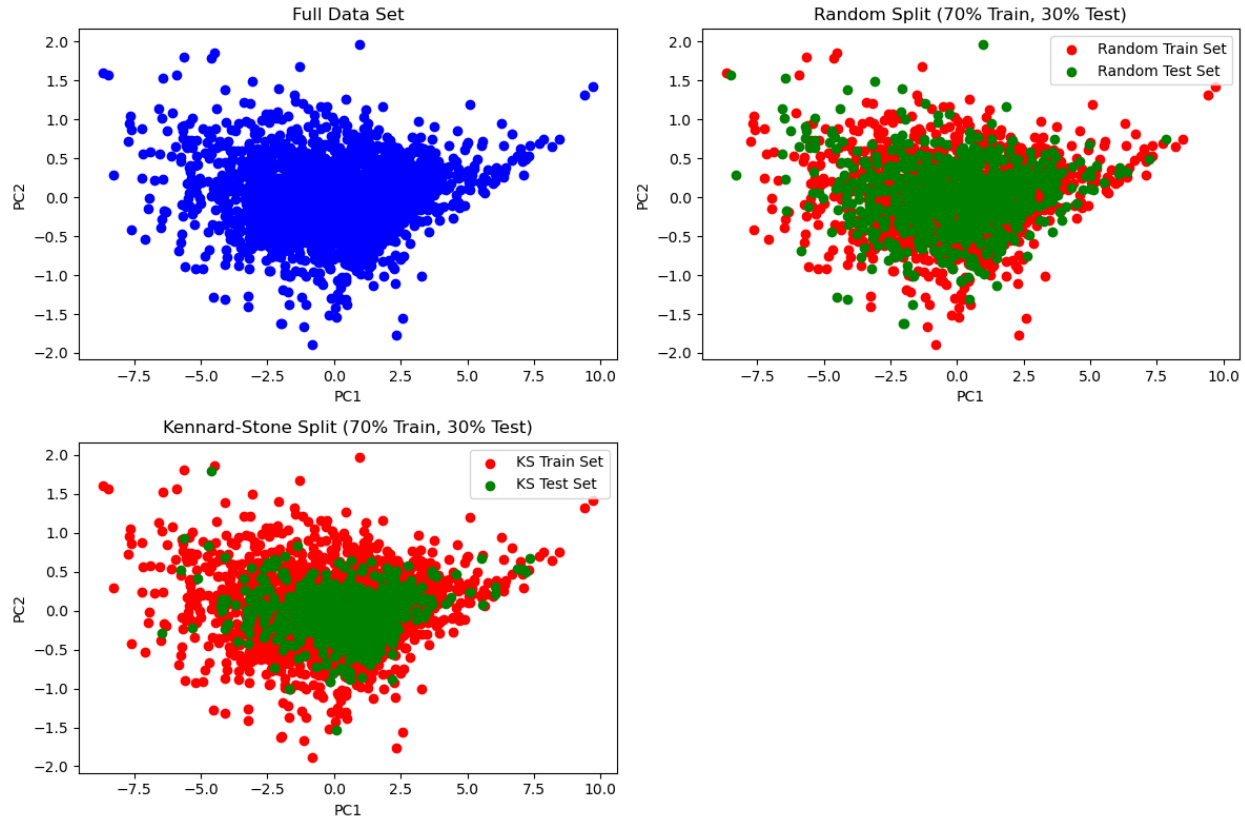 Full Data Set
2.0
1.5
1.0
0.5
0.0
−0.5
−1.0
−1.5
−2.0
PC2
−7.5 −5.0 −2.5 0.0 2.5 5.0 7.5 10.0
PC1
Random Split (70% Train, 30% Test)
Random Train Set
Random Test Set
2.0
1.5
1.0
0.5
0.0
−0.5
−1.0
−1.5
−2.0
PC2
−7.5 −5.0 −2.5 0.0 2.5 5.0 7.5 10.0
PC1
Kennard-Stone Split (70% Train, 30% Test)
KS Train Set
KS Test Set
2.0
1.5
1.0
0.5
0.0
−0.5
−1.0
−1.5
−2.0
PC2
−7.5 −5.0 −2.5 0.0 2.5 5.0 7.5 10.0
PC1